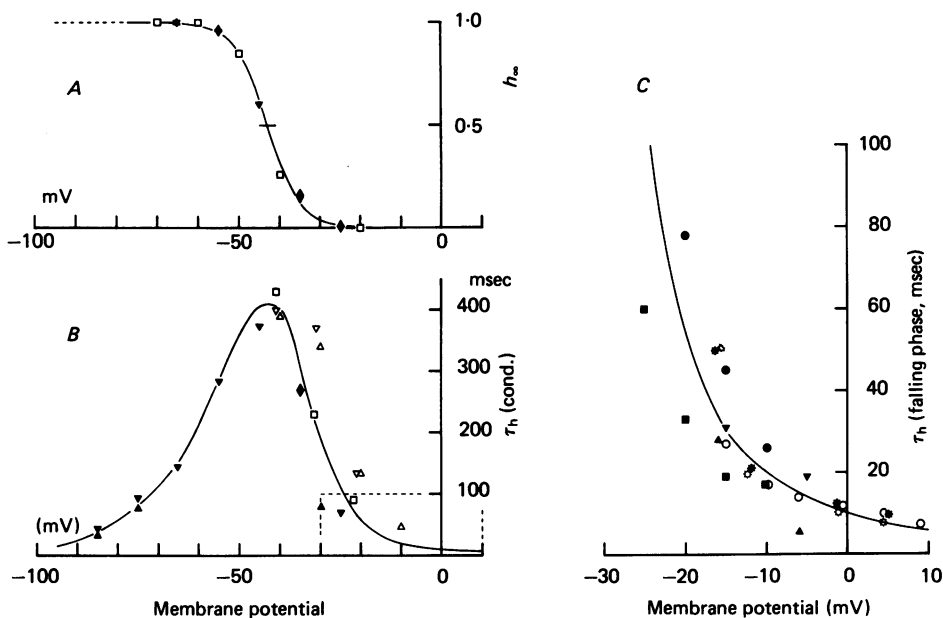 A
1·0
h∞
0·5
mV
−100
−50
0
B
msec
400
300
200
100
τh (cond.)
(mV)
−100
−50
0
Membrane potential
C
100
80
60
40
20
τh (falling phase, msec)
−30
−20
−10
0
10
Membrane potential (mV)